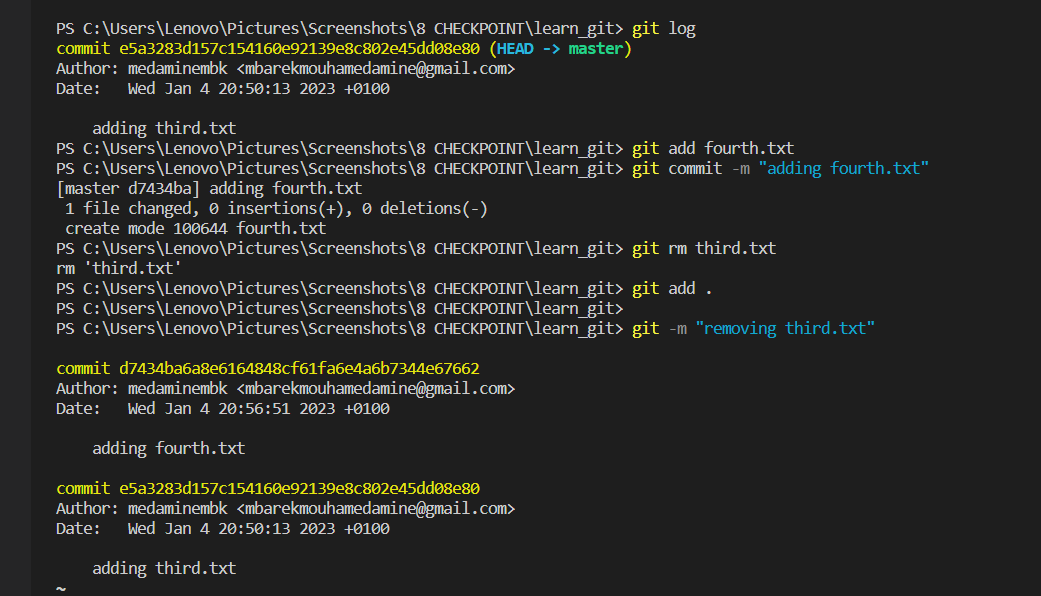 PS C:\Users\Lenovo\Pictures\Screenshots\8 CHECKPOINT\learn_git> git log
commit e5a3283d157c154160e92139e8c802e45dd08e80 (HEAD -> master)
Author: medaminembk <mbarekmouhamedamine@gmail.com>
Date:   Wed Jan 4 20:50:13 2023 +0100
    adding third.txt
PS C:\Users\Lenovo\Pictures\Screenshots\8 CHECKPOINT\learn_git> git add fourth.txt
PS C:\Users\Lenovo\Pictures\Screenshots\8 CHECKPOINT\learn_git> git commit -m "adding fourth.txt"
[master d7434ba] adding fourth.txt
 1 file changed, 0 insertions(+), 0 deletions(-)
 create mode 100644 fourth.txt
PS C:\Users\Lenovo\Pictures\Screenshots\8 CHECKPOINT\learn_git> git rm third.txt
rm 'third.txt'
PS C:\Users\Lenovo\Pictures\Screenshots\8 CHECKPOINT\learn_git> git add .
PS C:\Users\Lenovo\Pictures\Screenshots\8 CHECKPOINT\learn_git>
PS C:\Users\Lenovo\Pictures\Screenshots\8 CHECKPOINT\learn_git> git -m "removing third.txt"
commit d7434ba6a8e6164848cf61fa6e4a6b7344e67662
Author: medaminembk <mbarekmouhamedamine@gmail.com>
Date:   Wed Jan 4 20:56:51 2023 +0100
    adding fourth.txt
commit e5a3283d157c154160e92139e8c802e45dd08e80
Author: medaminembk <mbarekmouhamedamine@gmail.com>
Date:   Wed Jan 4 20:50:13 2023 +0100
    adding third.txt
~